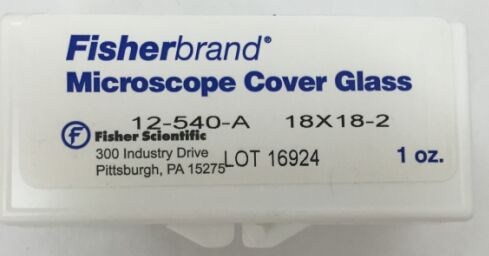 Fisherbrand®
Microscope Cover Glass
12-540-A 18X18-2
Fisher Scientific
300 Industry Drive
Pittsburgh, PA 15275 LOT 16924 1 oz.